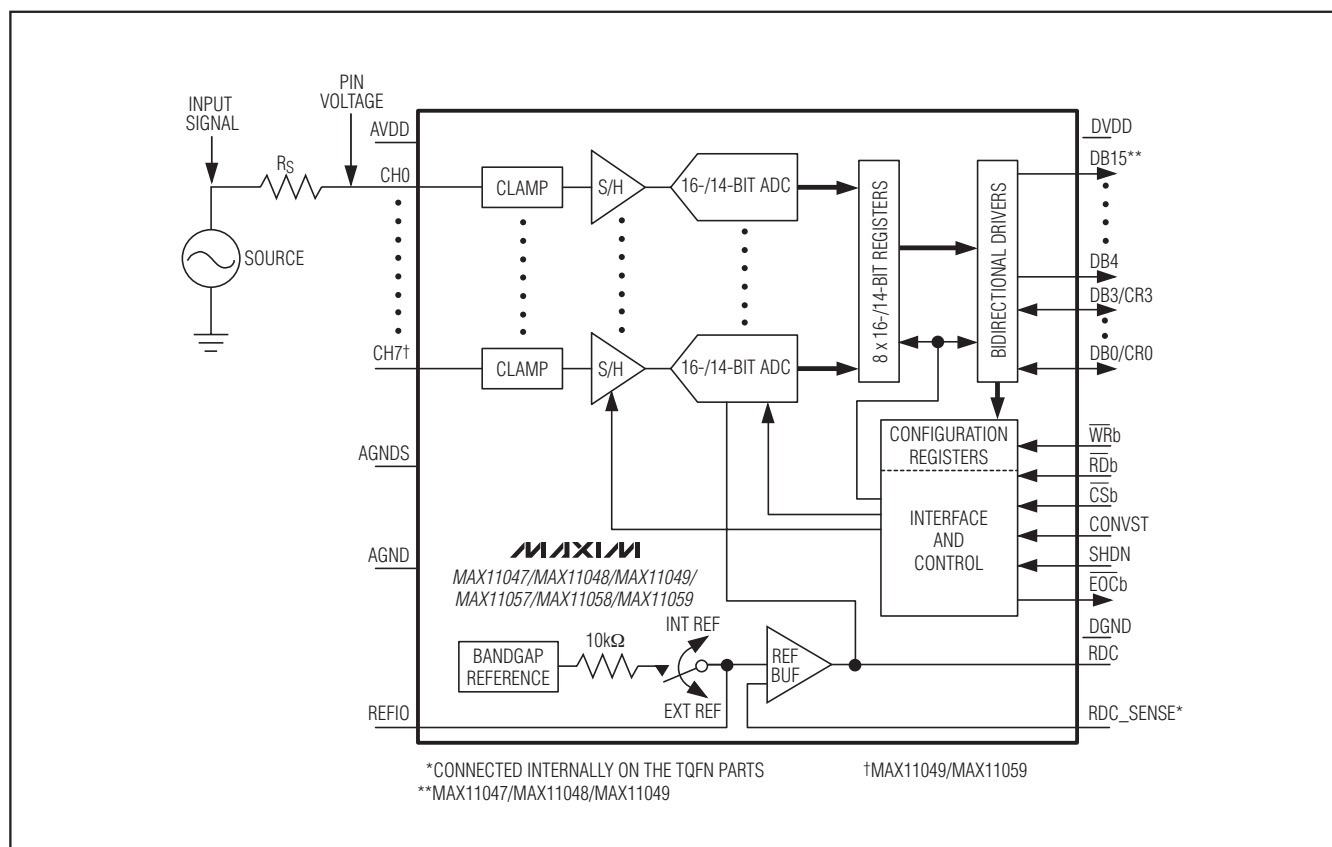 INPUT
SIGNAL
PIN
VOLTAGE
RS
SOURCE
AVDD
CH0
CH7†
AGNDS
AGND
REFIO
CLAMP
S/H
16-/14-BIT ADC
CLAMP
S/H
16-/14-BIT ADC
8 x 16-/14-BIT REGISTERS
BIDIRECTIONAL DRIVERS
CONFIGURATION
REGISTERS
INTERFACE
AND
CONTROL
MAXIM
MAX11047/MAX11048/MAX11049/
MAX11057/MAX11058/MAX11059
BANDGAP
REFERENCE
10kΩ
INT REF
EXT REF
REF
BUF
DVDD
DB15**
DB4
DB3/CR3
DB0/CR0
WRb
RDb
CSb
CONVST
SHDN
EOCb
DGND
RDC
RDC_SENSE*
*CONNECTED INTERNALLY ON THE TQFN PARTS
**MAX11047/MAX11048/MAX11049
†MAX11049/MAX11059